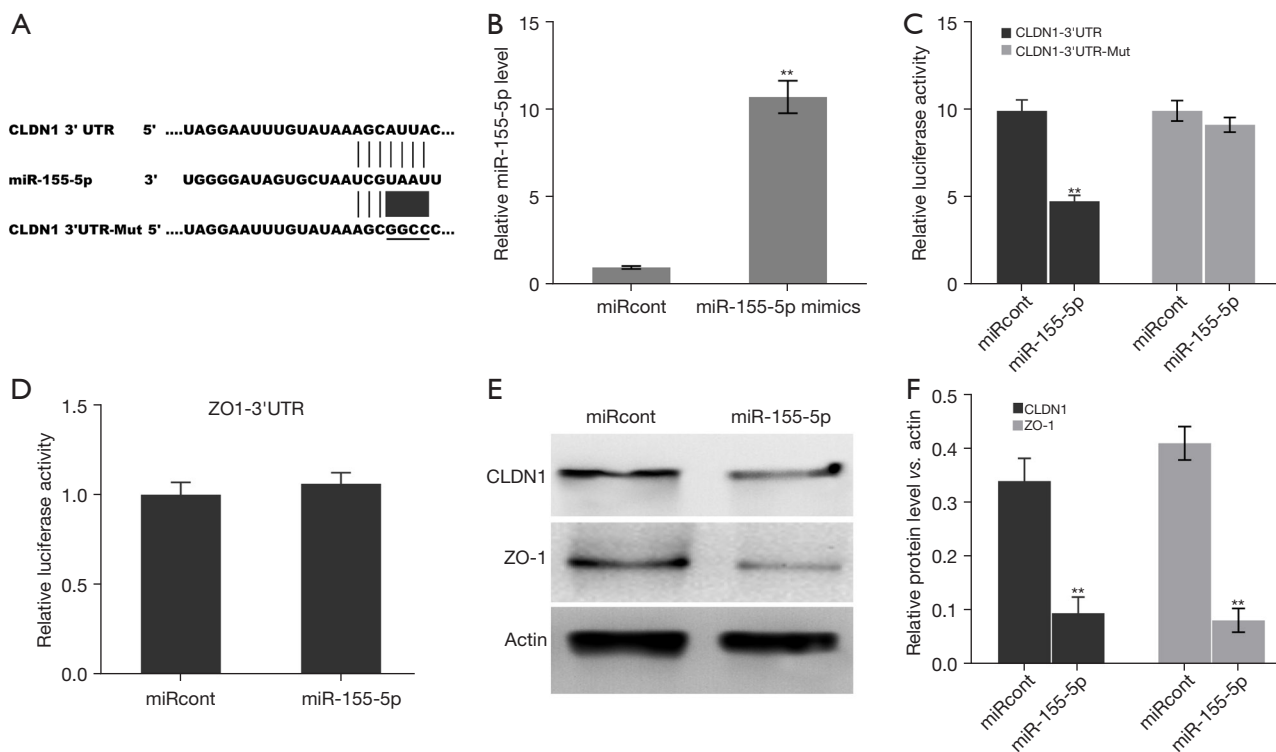 A
CLDN1 3' UTR 5' ....UAGGAAUUUGUAUAAAGCAUUAC...
miR-155-5p 3' UGGGGAUAGUGCUAAUCGUAAUU
CLDN1 3'UTR-Mut 5' ....UAGGAAUUUGUAUAAAGCGGCCC...
B
Relative miR-155-5p level
15
10
5
0
**
miRcont
miR-155-5p mimics
C
Relative luciferase activity
15
10
5
0
CLDN1-3'UTR
CLDN1-3'UTR-Mut
**
miRcont
miR-155-5p
miRcont
miR-155-5p
D
ZO1-3'UTR
Relative luciferase activity
1.5
1.0
0.5
0.0
miRcont
miR-155-5p
E
miRcont miR-155-5p
CLDN1
ZO-1
Actin
F
Relative protein level vs. actin
0.5
0.4
0.3
0.2
0.1
0.0
CLDN1
ZO-1
**
**
miRcont
miR-155-5p
miRcont
miR-155-5p